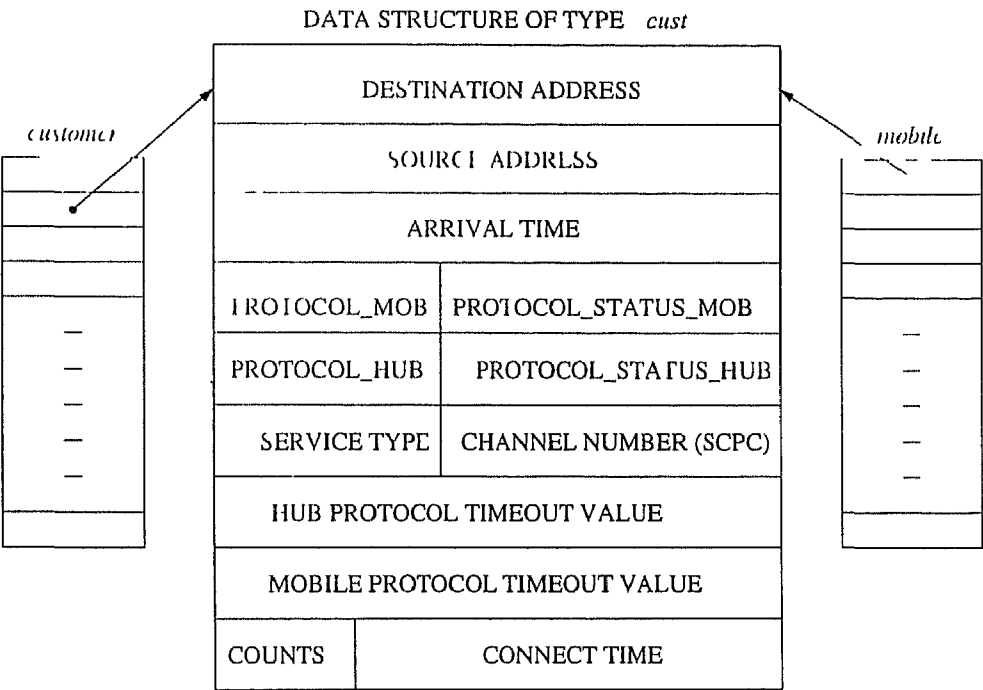 DATA STRUCTURE OF TYPE cust
DESTINATION ADDRESS
customer
mobile
SOURCE ADDRESS
ARRIVAL TIME
PROTOCOL_MOB PROTOCOL_STATUS_MOB
PROTOCOL_HUB PROTOCOL_STATUS_HUB
SERVICE TYPE CHANNEL NUMBER (SCPC)
HUB PROTOCOL TIMEOUT VALUE
MOBILE PROTOCOL TIMEOUT VALUE
COUNTS CONNECT TIME